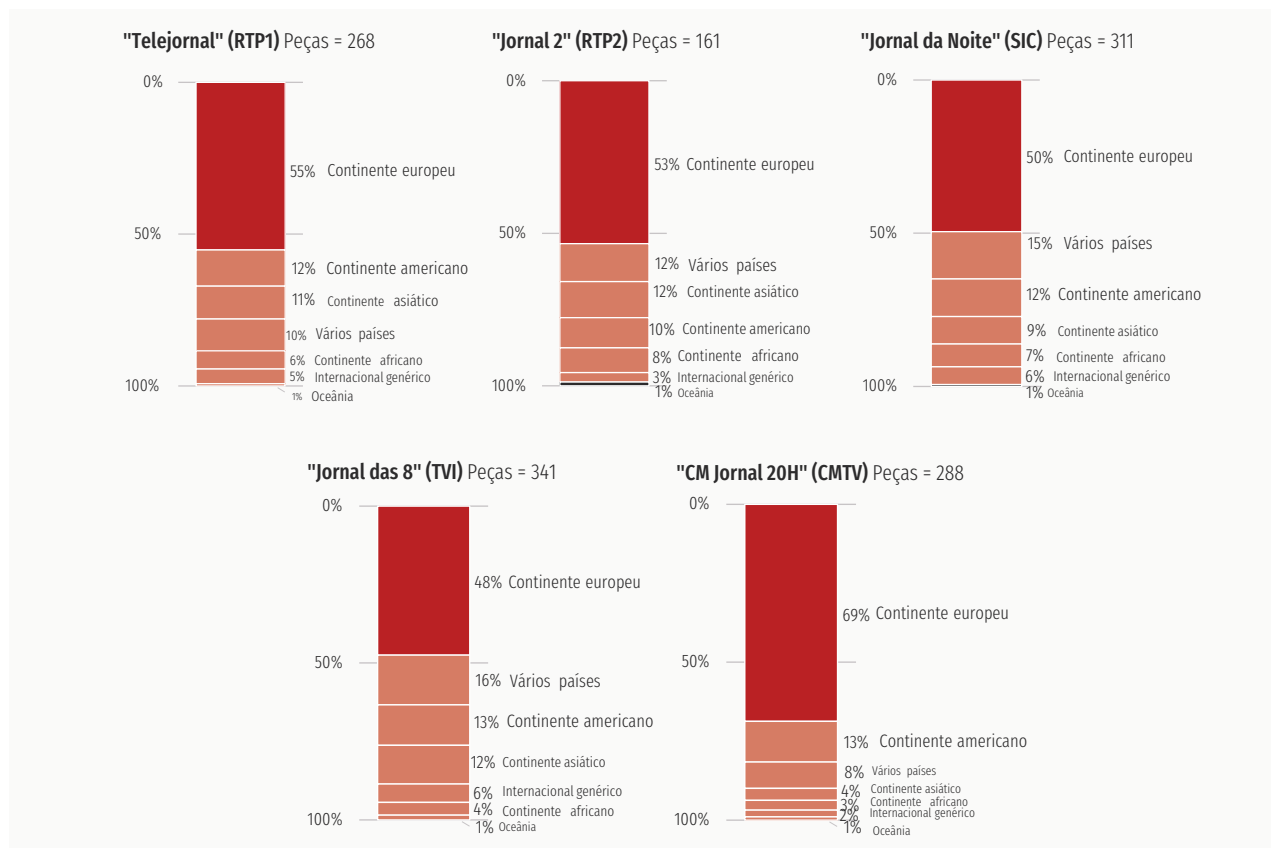 "Telejornal" (RTP1) Peças = 268
0%
55% Continente europeu
50%
12% Continente americano
11% Continente asiático
10% Vários países
6% Continente africano
5% Internacional genérico
100%
1% Oceânia
"Jornal 2" (RTP2) Peças = 161
0%
53% Continente europeu
50%
12% Vários países
12% Continente asiático
10% Continente americano
8% Continente africano
3% Internacional genérico
100%
1% Oceânia
"Jornal da Noite" (SIC) Peças = 311
0%
50% Continente europeu
50%
15% Vários países
12% Continente americano
9% Continente asiático
7% Continente africano
6% Internacional genérico
100%
1% Oceânia
"Jornal das 8" (TVI) Peças = 341
0%
48% Continente europeu
50%
16% Vários países
13% Continente americano
12% Continente asiático
6% Internacional genérico
4% Continente africano
100%
1% Oceânia
"CM Jornal 20H" (CMTV) Peças = 288
0%
69% Continente europeu
50%
13% Continente americano
8% Vários países
4% Continente asiático
3% Continente africano
2% Internacional genérico
100%
1% Oceânia